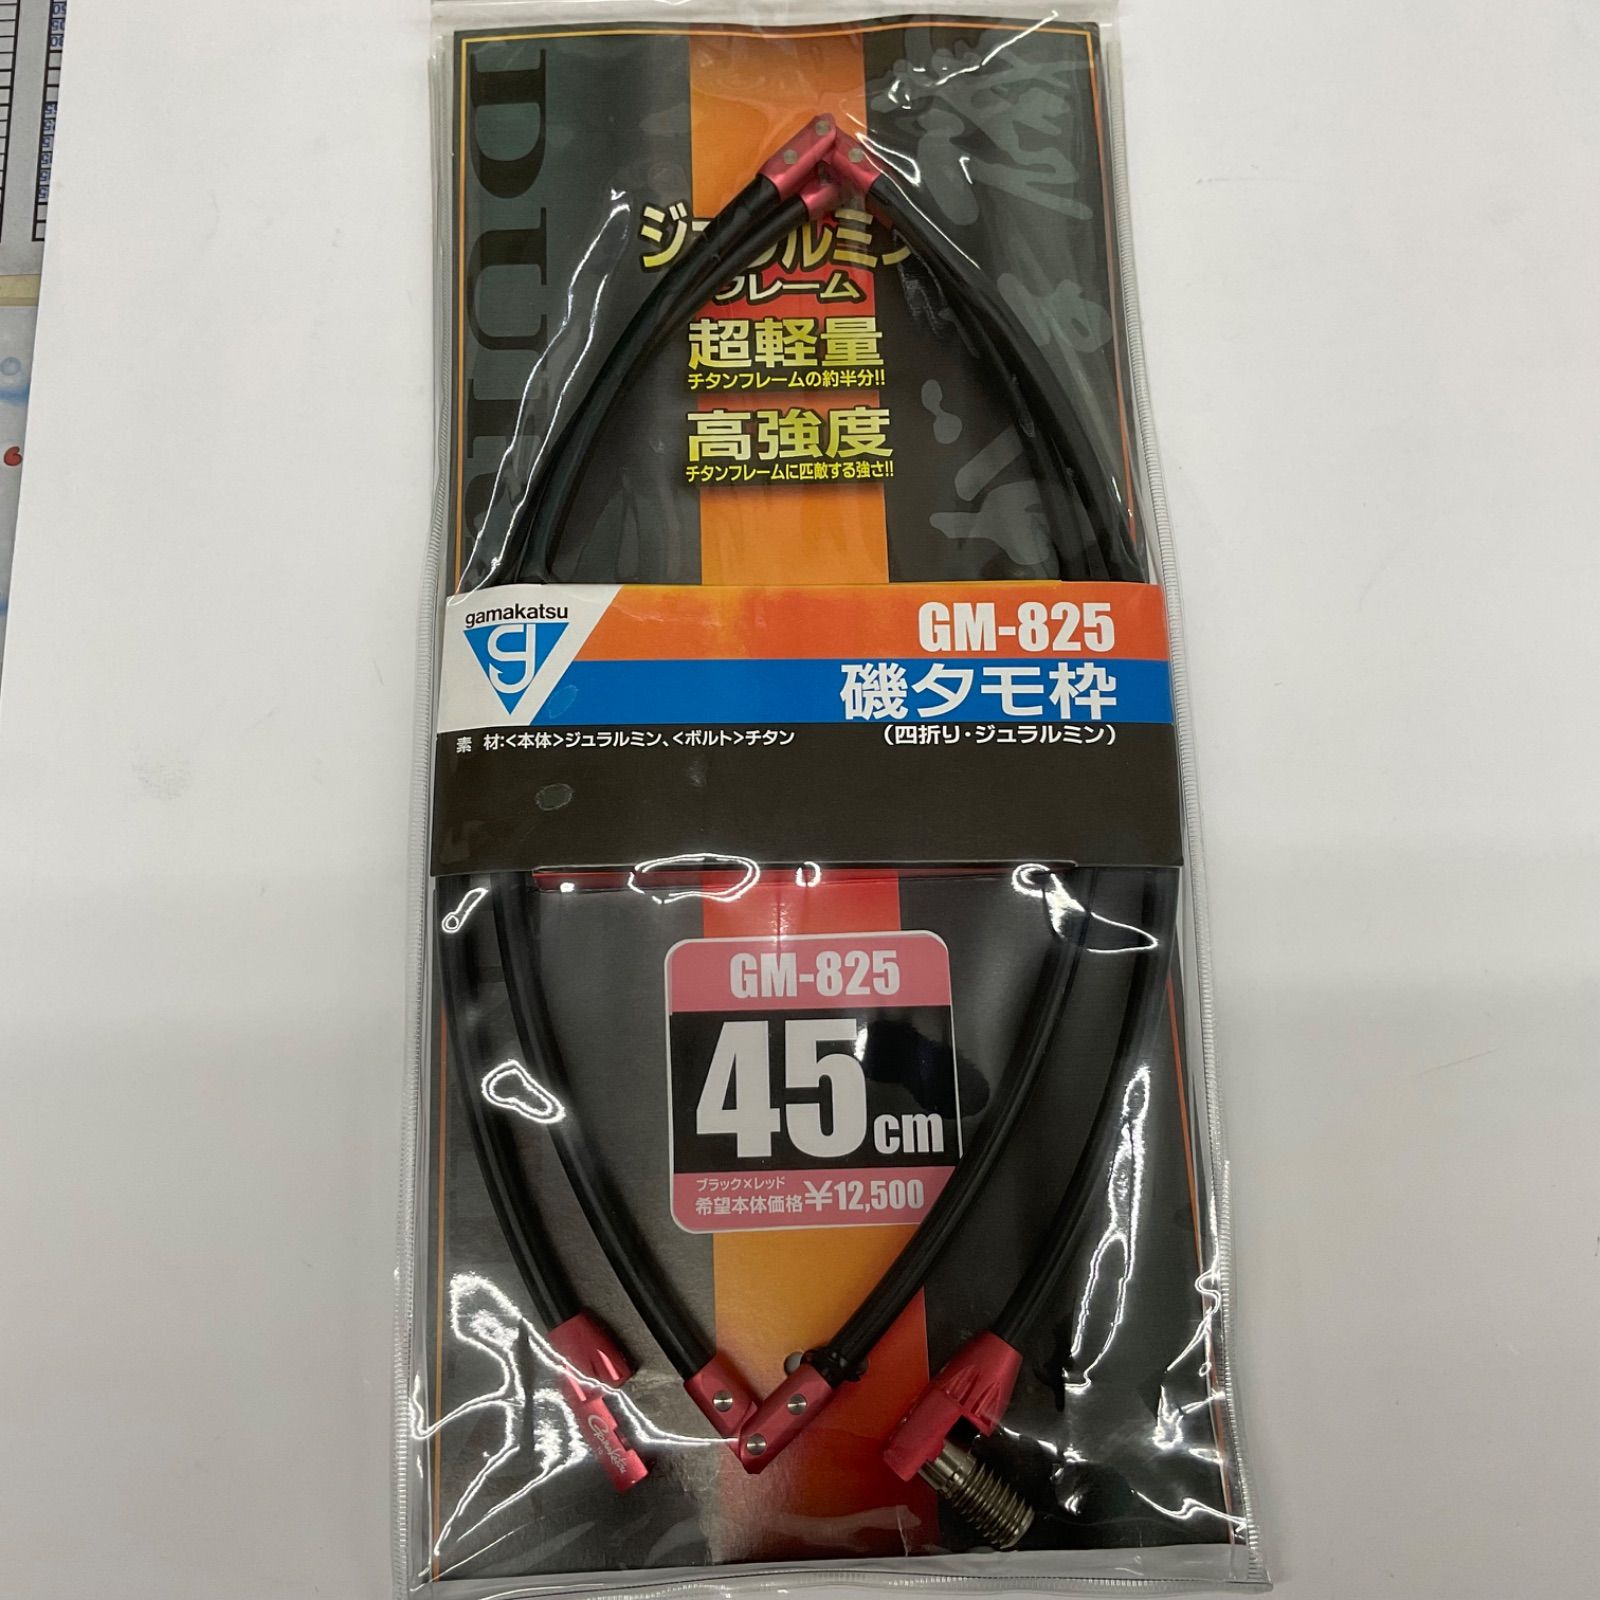 ジュラルミン
フレーム
超軽量
チタンフレームの約半分!!
高強度
チタンフレームに匹敵する強さ!!
gamakatsu
GM-825
磯タモ枠
(四折り・ジュラルミン)
素 材:<本体>ジュラルミン、<ボルト>チタン
GM-825
45cm
ブラック×レッド
希望本体価格¥12,500
Gamakatsu